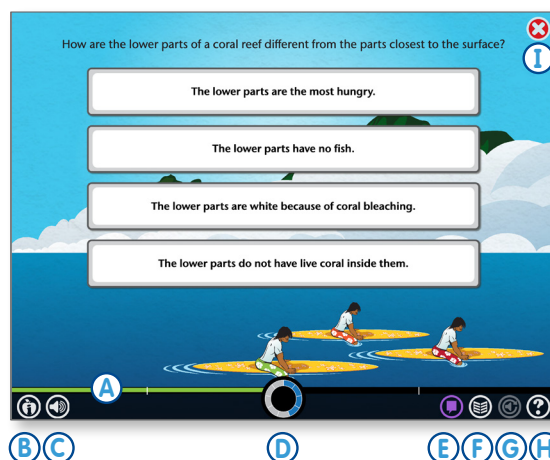 How are the lower parts of a coral reef different from the parts closest to the surface?
I
The lower parts are the most hungry.
The lower parts have no fish.
The lower parts are white because of coral bleaching.
The lower parts do not have live coral inside them.
A
?
B C D E F G H